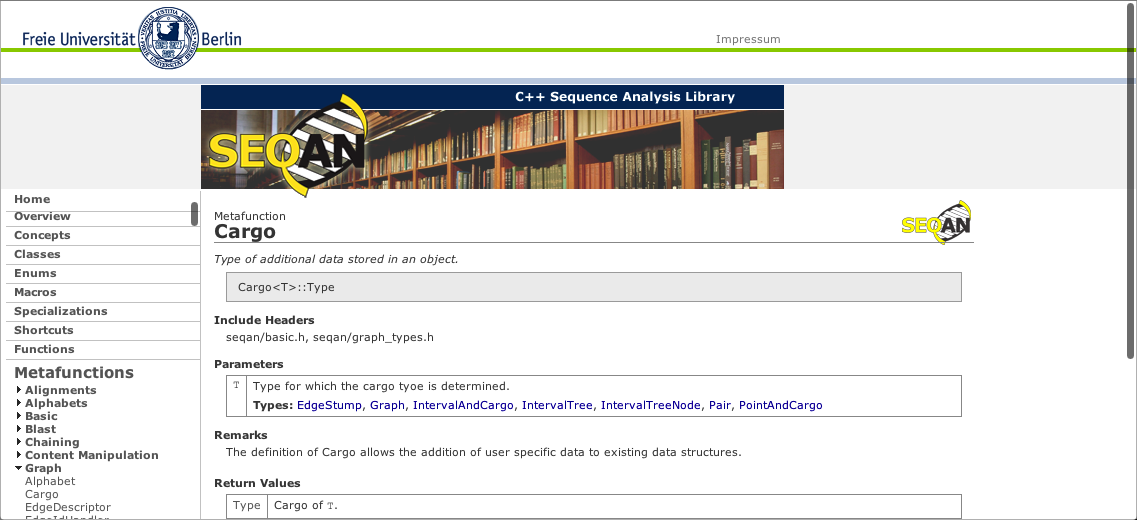 Freie Universität Berlin
Impressum
C++ Sequence Analysis Library
SEQAN
Home
Overview
Concepts
Classes
Enums
Macros
Specializations
Shortcuts
Functions
Metafunctions
Alignments
Alphabets
Basic
Blast
Chaining
Content Manipulation
Graph
Alphabet
Cargo
EdgeDescriptor
EdgeIdHandler
Metafunction
Cargo
SEQAN
Type of additional data stored in an object.
Cargo<T>::Type
Include Headers
seqan/basic.h, seqan/graph_types.h
Parameters
T Type for which the cargo tyoe is determined.
Types: EdgeStump, Graph, IntervalAndCargo, IntervalTree, IntervalTreeNode, Pair, PointAndCargo
Remarks
The definition of Cargo allows the addition of user specific data to existing data structures.
Return Values
Type Cargo of T.